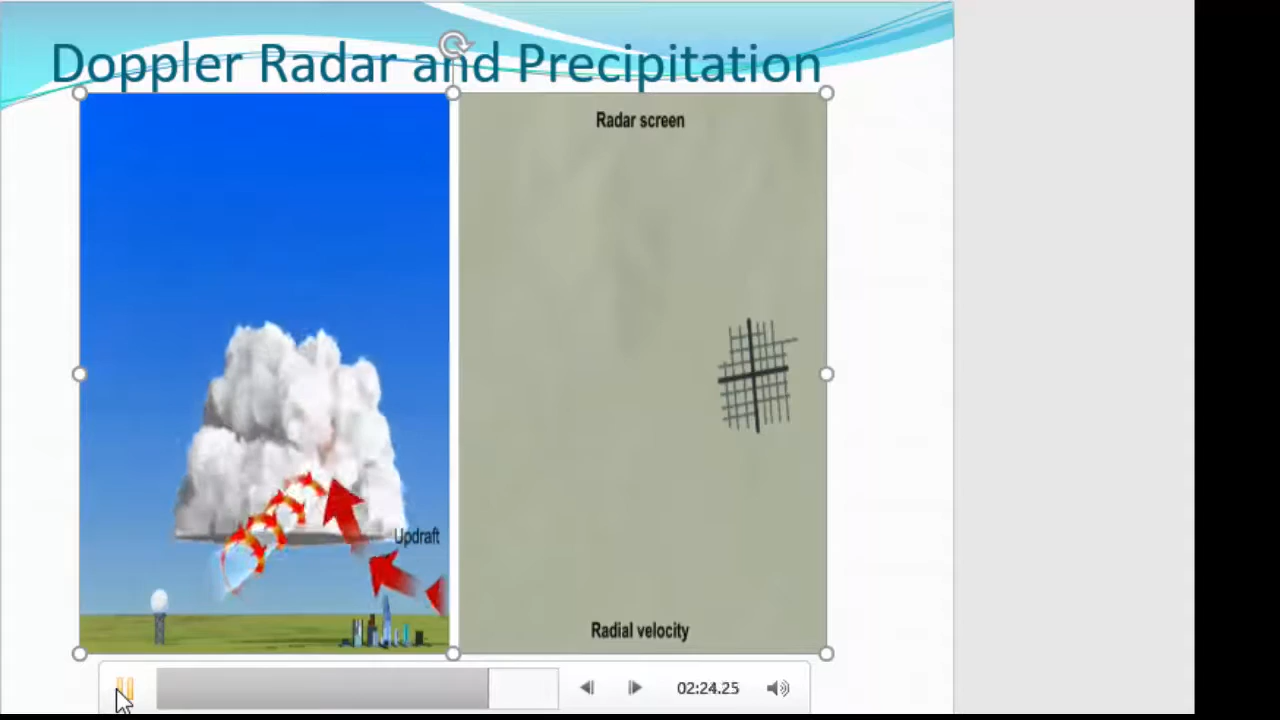 Doppler Radar and Precipitation
Radar screen
Updraft
Radial velocity
02:24.25